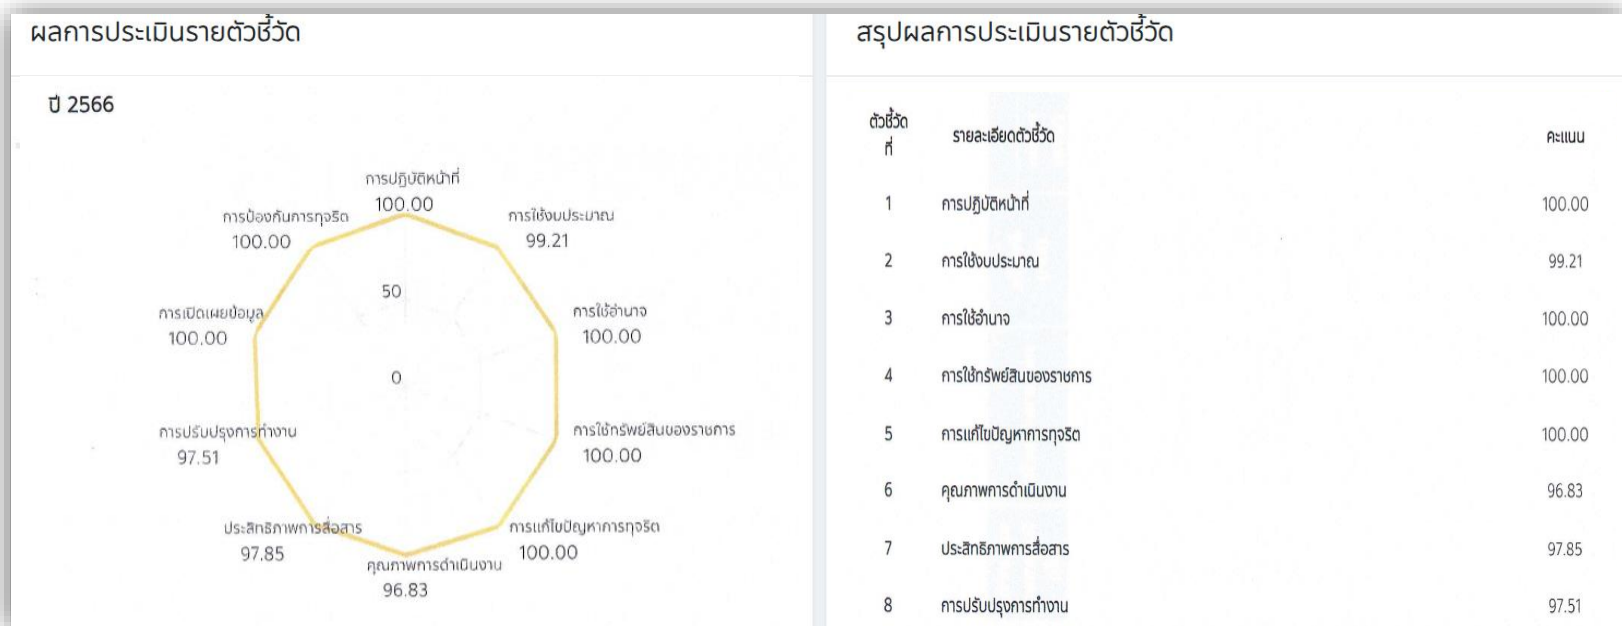 ผลการประเมินรายตัวชี้วัด
ปี 2566
การปฏิบัติหน้าที่
100.00
การป้องกันการทุจริต
100.00
การใช้งบประมาณ
99.21
50
การเปิดเผยข้อมูล
100.00
การใช้อำนาจ
100.00
0
การปรับปรุงการทำงาน
97.51
การใช้ทรัพย์สินของราชการ
100.00
ประสิทธิภาพการสื่อสาร
97.85
การแก้ไขปัญหาการทุจริต
100.00
คุณภาพการดำเนินงาน
96.83
สรุปผลการประเมินรายตัวชี้วัด
ตัวชี้วัด
ที่
รายละเอียดตัวชี้วัด
คะแนน
1 การปฏิบัติหน้าที่ 100.00
2 การใช้งบประมาณ 99.21
3 การใช้อำนาจ 100.00
4 การใช้ทรัพย์สินของราชการ 100.00
5 การแก้ไขปัญหาการทุจริต 100.00
6 คุณภาพการดำเนินงาน 96.83
7 ประสิทธิภาพการสื่อสาร 97.85
8 การปรับปรุงการทำงาน 97.51